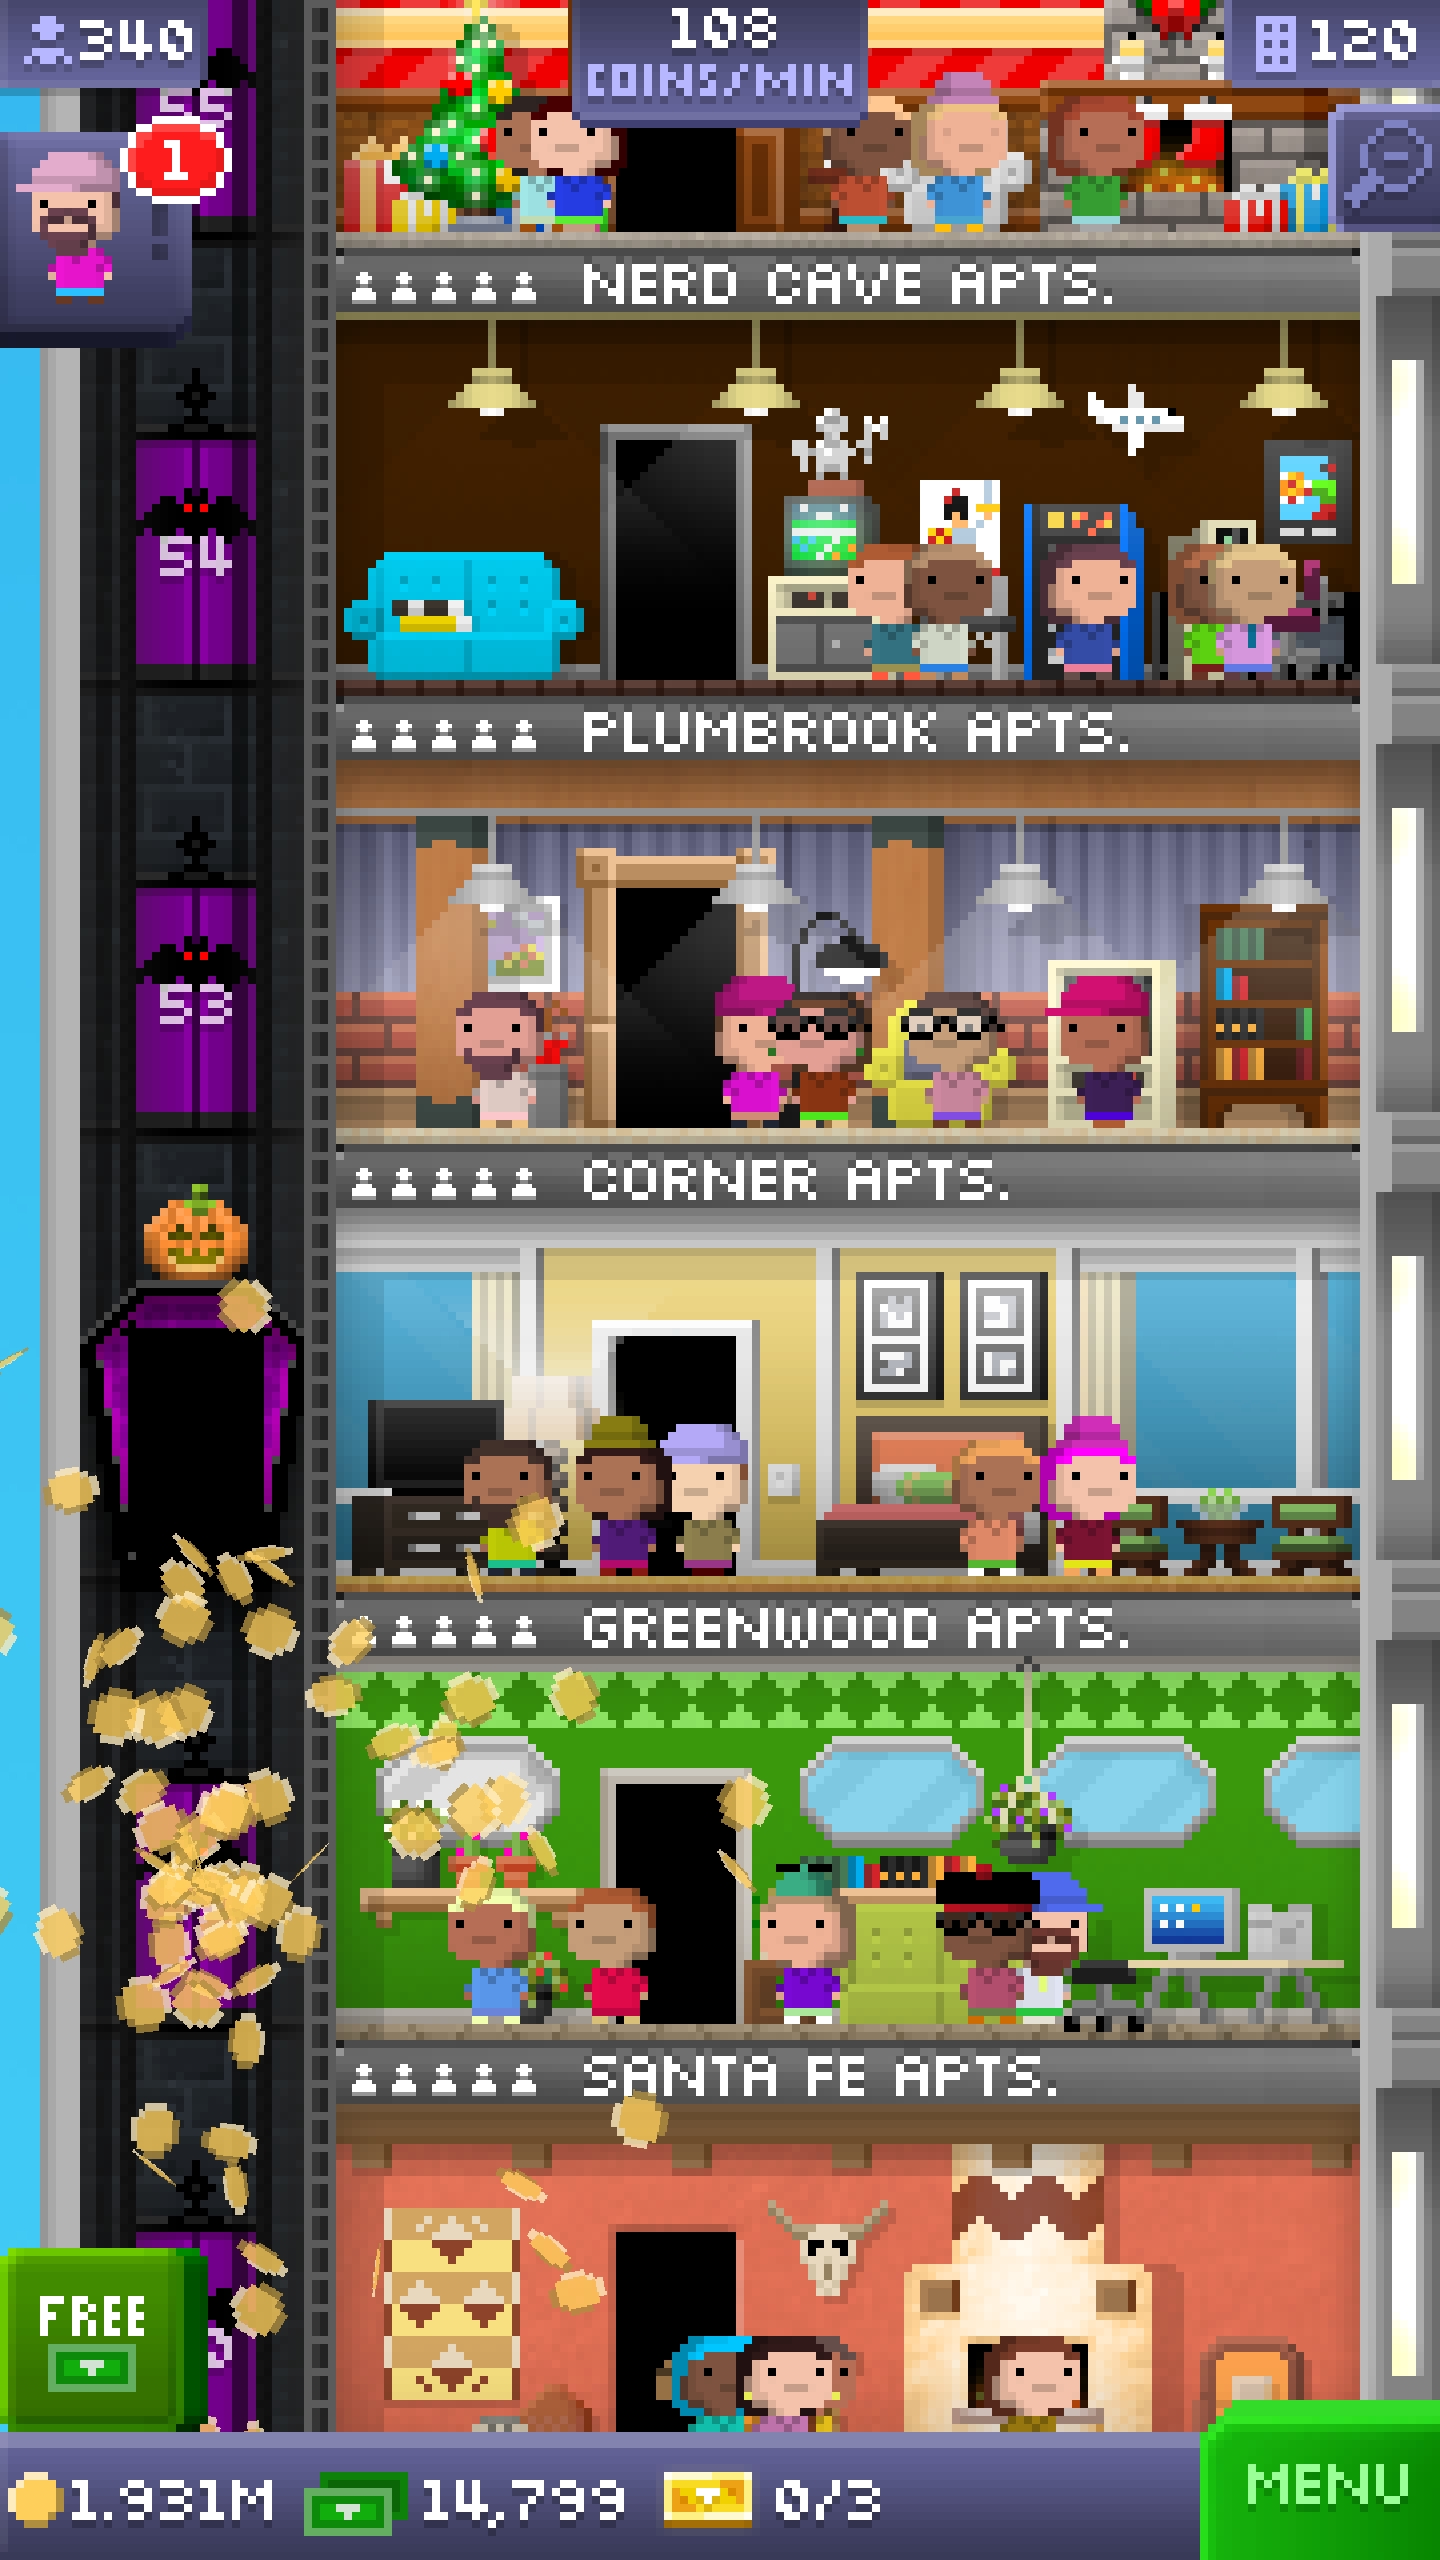 340
108
COINS/MIN
120
55
1
NERD CAVE APTS.
54
PLUMBROOK APTS.
53
CORNER APTS.
GREENWOOD APTS.
SANTA FE APTS.
FREE
1.931M
14,799
0/3
MENU